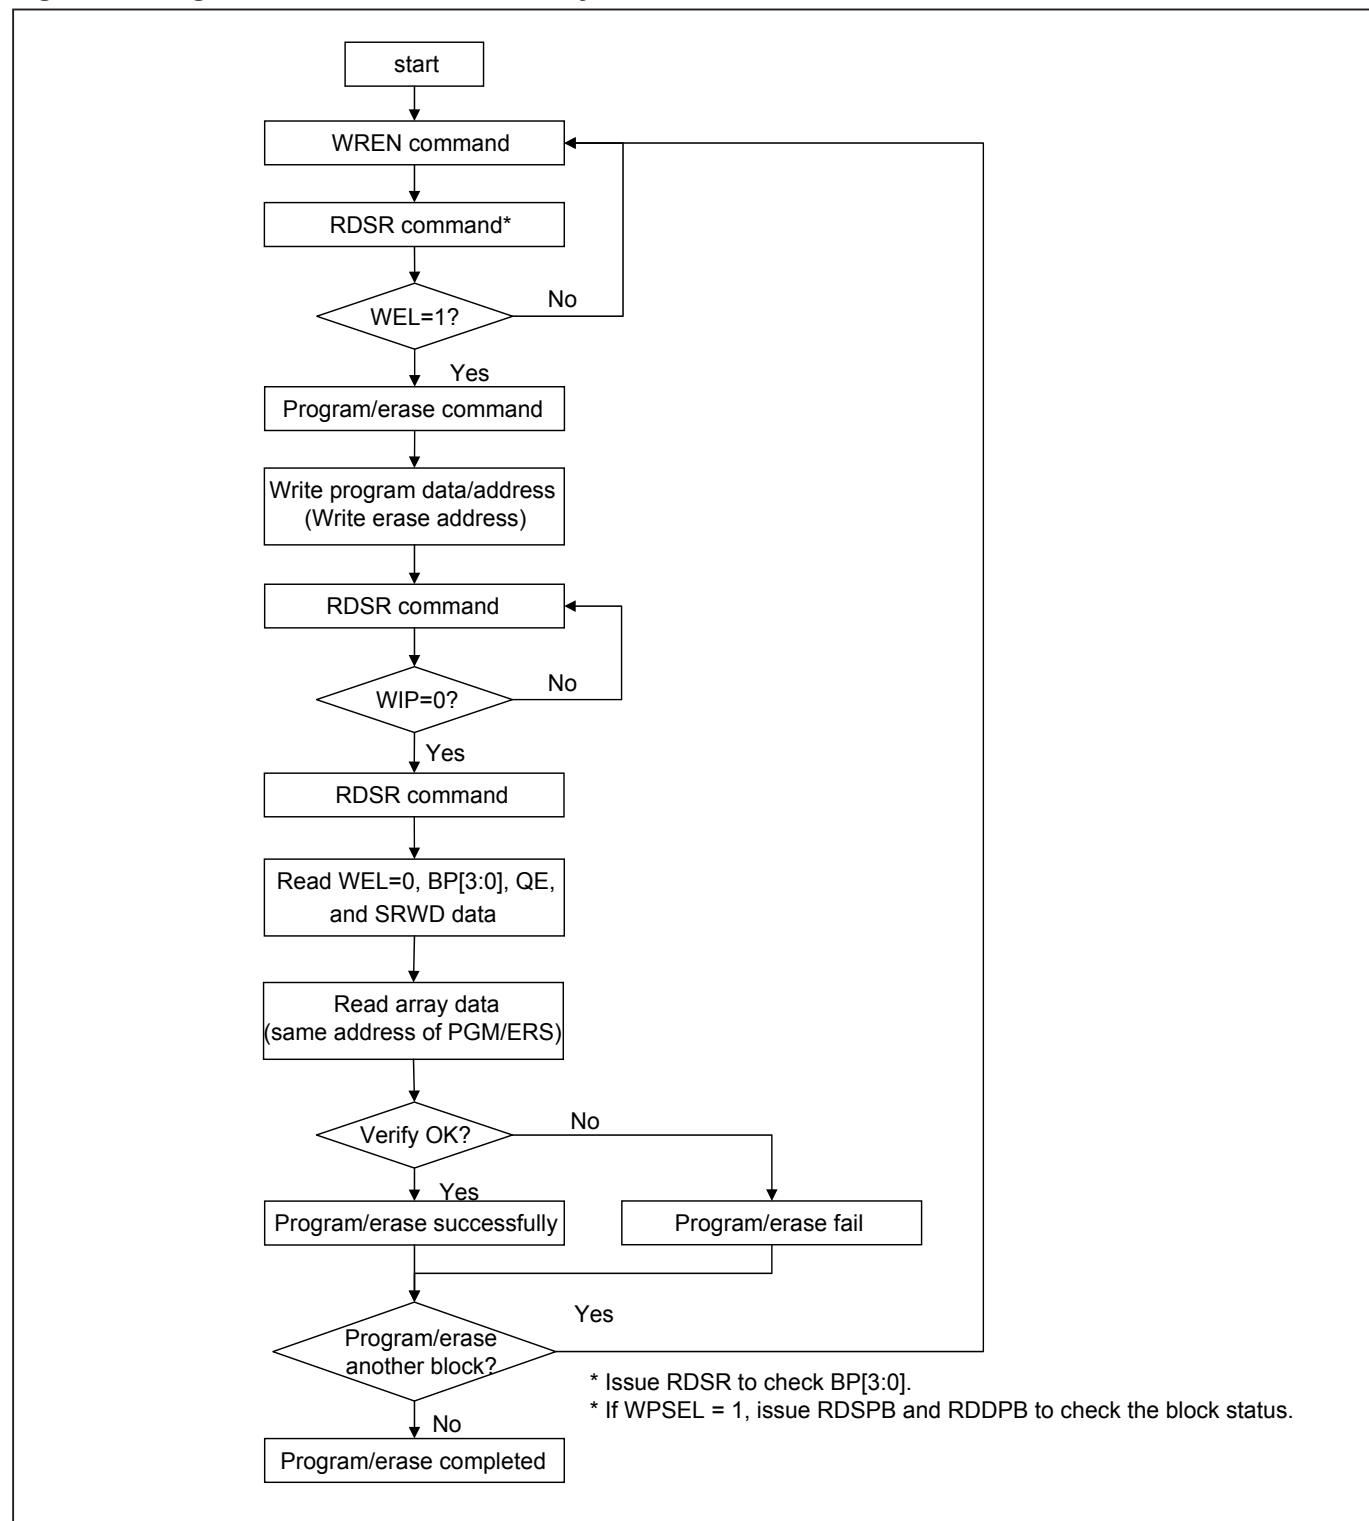 start
WREN command
RDSR command*
No
WEL=1?
Yes
Program/erase command
Write program data/address
(Write erase address)
RDSR command
No
WIP=0?
Yes
RDSR command
Read WEL=0, BP[3:0], QE,
and SRWD data
Read array data
(same address of PGM/ERS)
No
Verify OK?
Yes
Program/erase successfully
Program/erase fail
Yes
Program/erase
another block?
* Issue RDSR to check BP[3:0].
* If WPSEL = 1, issue RDSPB and RDDPB to check the block status.
No
Program/erase completed